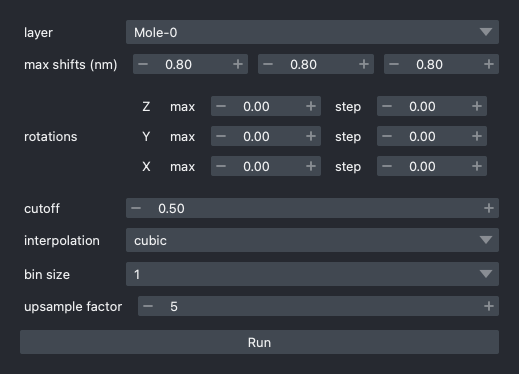 layer Mole-0
max shifts (nm) − 0.80 + − 0.80 + − 0.80 +
Z max − 0.00 + step − 0.00 +
rotations Y max − 0.00 + step − 0.00 +
X max − 0.00 + step − 0.00 +
cutoff − 0.50 +
interpolation cubic
bin size 1
upsample factor − 5 +
Run